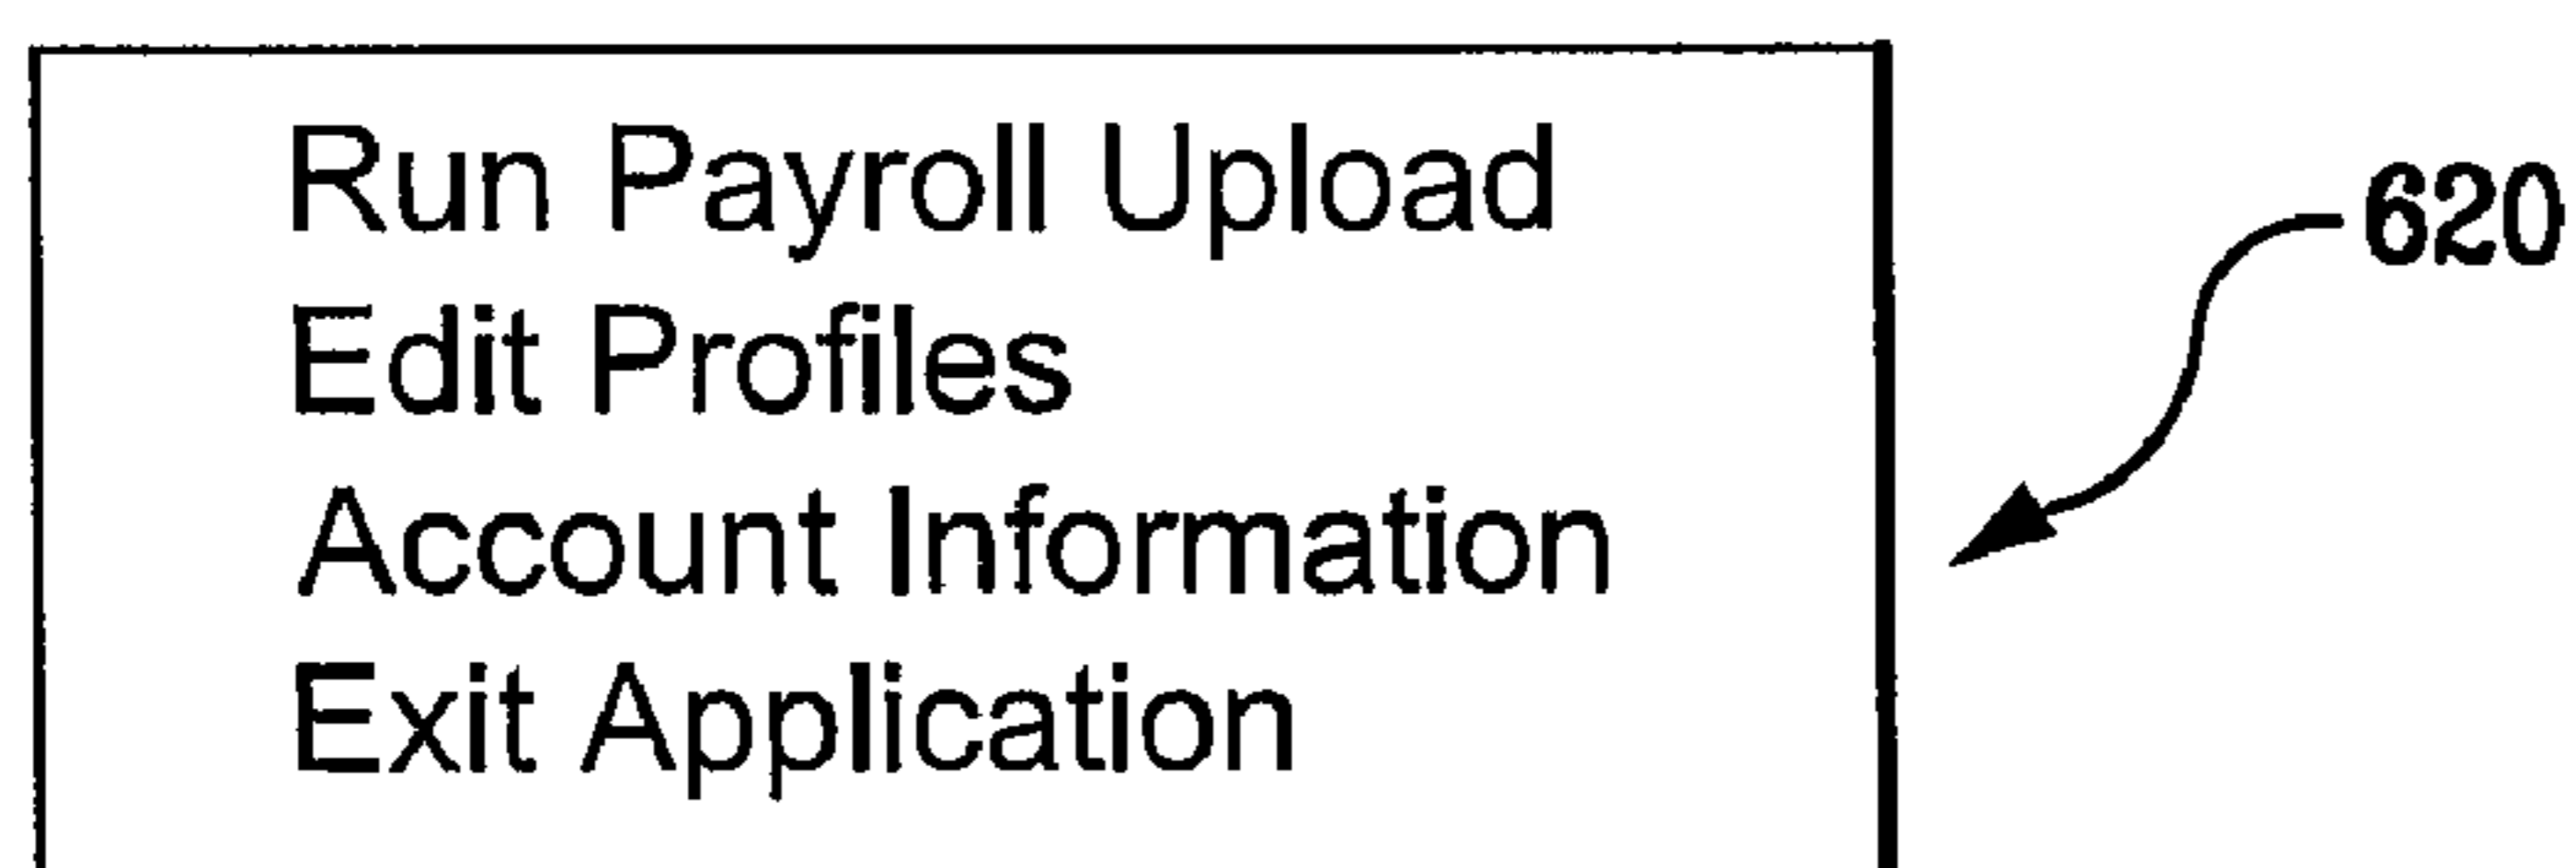 Run Payroll Upload
620
Edit Profiles
Account Information
Exit Application